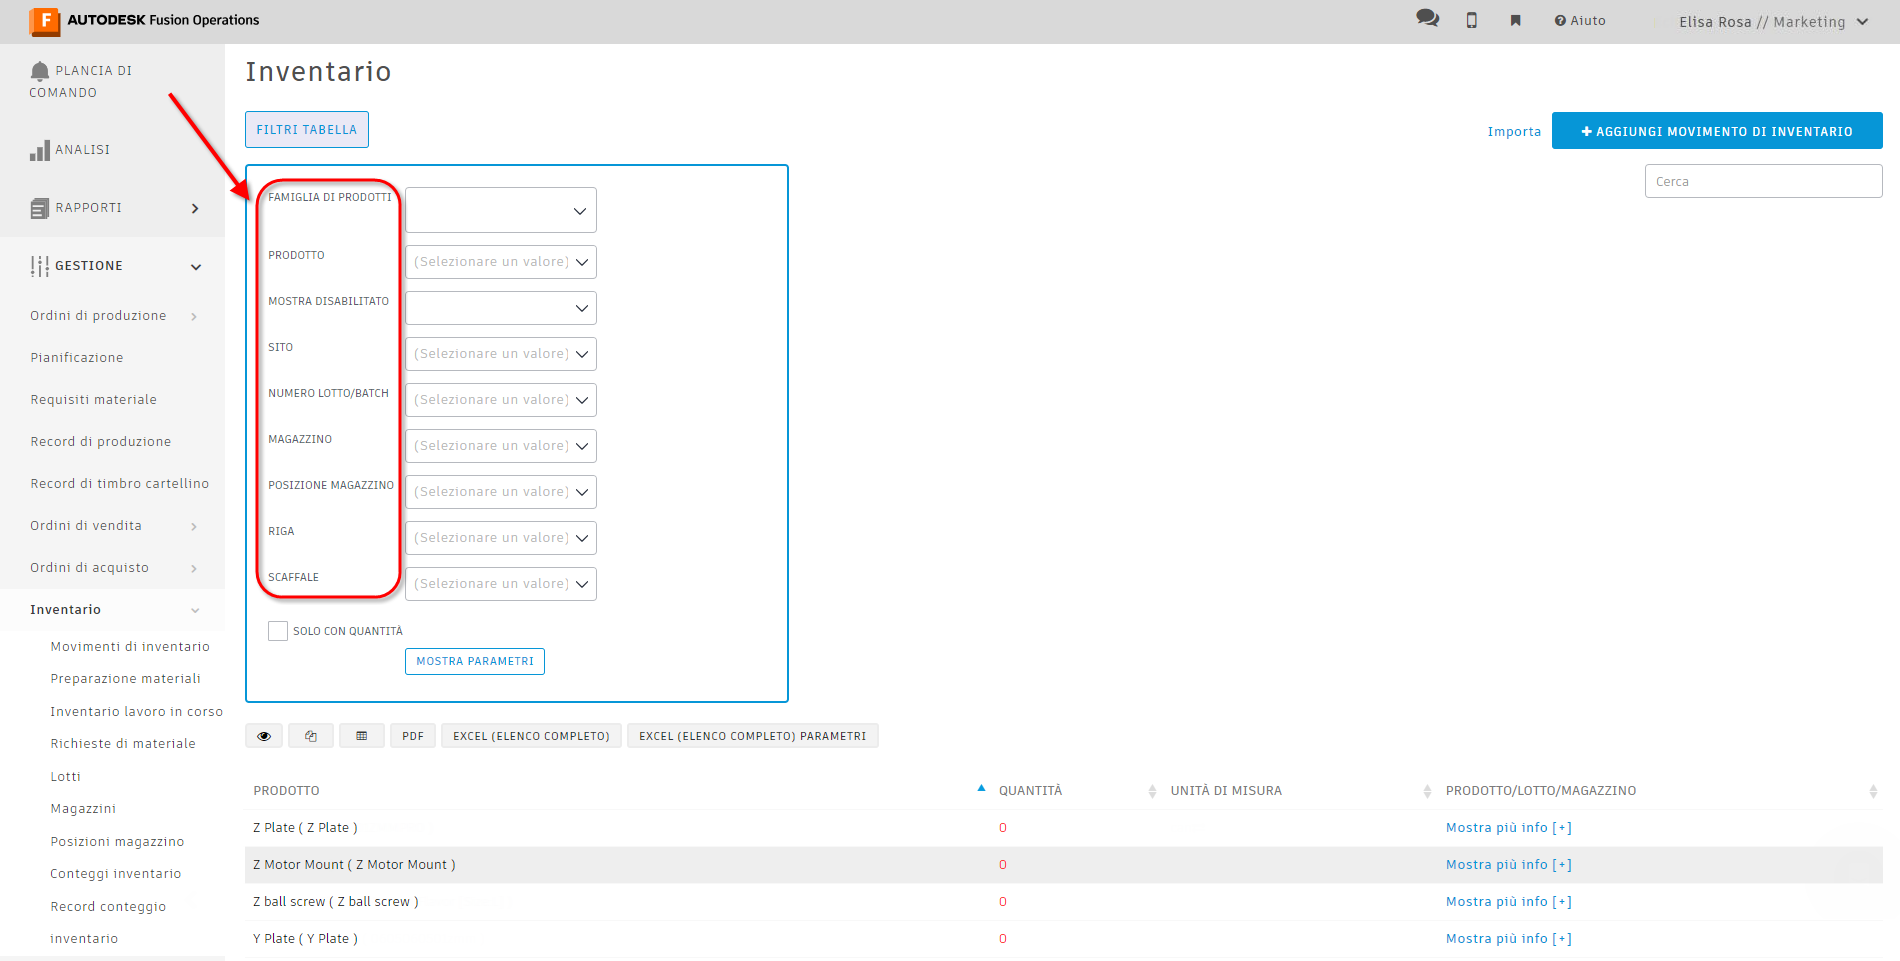 F AUTODESK Fusion Operations
Aiuto
Elisa Rosa // Marketing
PLANCIA DI
COMANDO
ANALISI
RAPPORTI
GESTIONE
Ordini di produzione
Pianificazione
Requisiti materiale
Record di produzione
Record di timbro cartellino
Ordini di vendita
Ordini di acquisto
Inventario
Movimenti di inventario
Preparazione materiali
Inventario lavoro in corso
Richieste di materiale
Lotti
Magazzini
Posizioni magazzino
Conteggi inventario
Record conteggio
inventario
Inventario
FILTRI TABELLA
Importa
+ AGGIUNGI MOVIMENTO DI INVENTARIO
Cerca
FAMIGLIA DI PRODOTTI
PRODOTTO (Selezionare un valore)
MOSTRA DISABILITATO
SITO (Selezionare un valore)
NUMERO LOTTO/BATCH (Selezionare un valore)
MAGAZZINO (Selezionare un valore)
POSIZIONE MAGAZZINO (Selezionare un valore)
RIGA (Selezionare un valore)
SCAFFALE (Selezionare un valore)
SOLO CON QUANTITÀ
MOSTRA PARAMETRI
PDF EXCEL (ELENCO COMPLETO) EXCEL (ELENCO COMPLETO) PARAMETRI
PRODOTTO QUANTITÀ UNITÀ DI MISURA PRODOTTO/LOTTO/MAGAZZINO
Z Plate ( Z Plate ) 0 Mostra più info [+]
Z Motor Mount ( Z Motor Mount ) 0 Mostra più info [+]
Z ball screw ( Z ball screw ) 0 Mostra più info [+]
Y Plate ( Y Plate ) 0 Mostra più info [+]